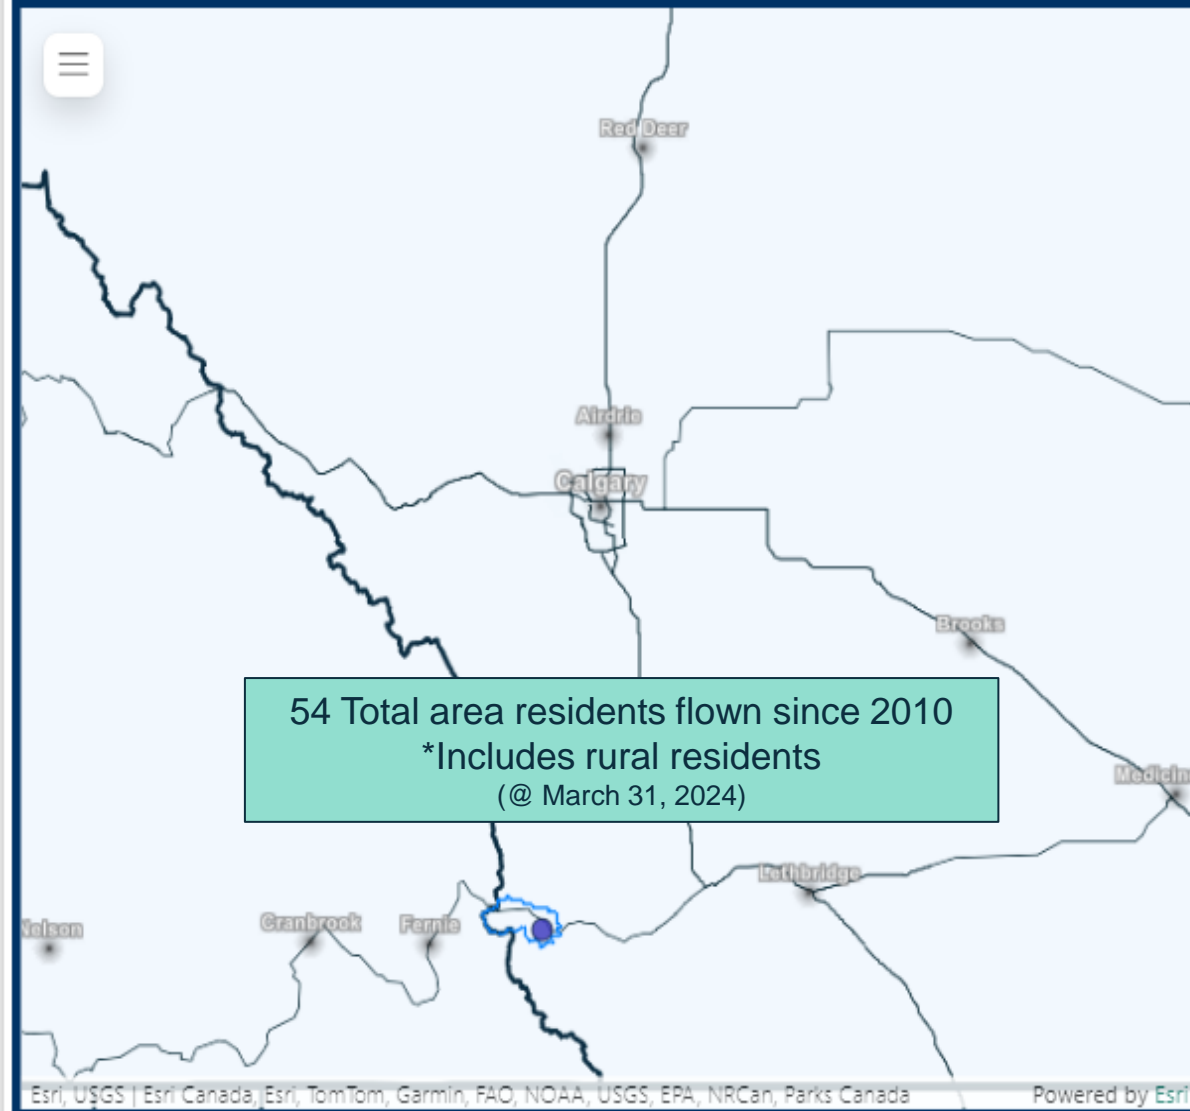 Red Deer
Airdrie
Calgary
Brooks
54 Total area residents flown since 2010
*Includes rural residents
(@ March 31, 2024)
Medicin
Lethbridge
Nelson
Cranbrook
Fernie
Esri, USGS | Esri Canada, Esri, TomTom, Garmin, FAO, NOAA, USGS, EPA, NRCan, Parks Canada
Powered by Esri